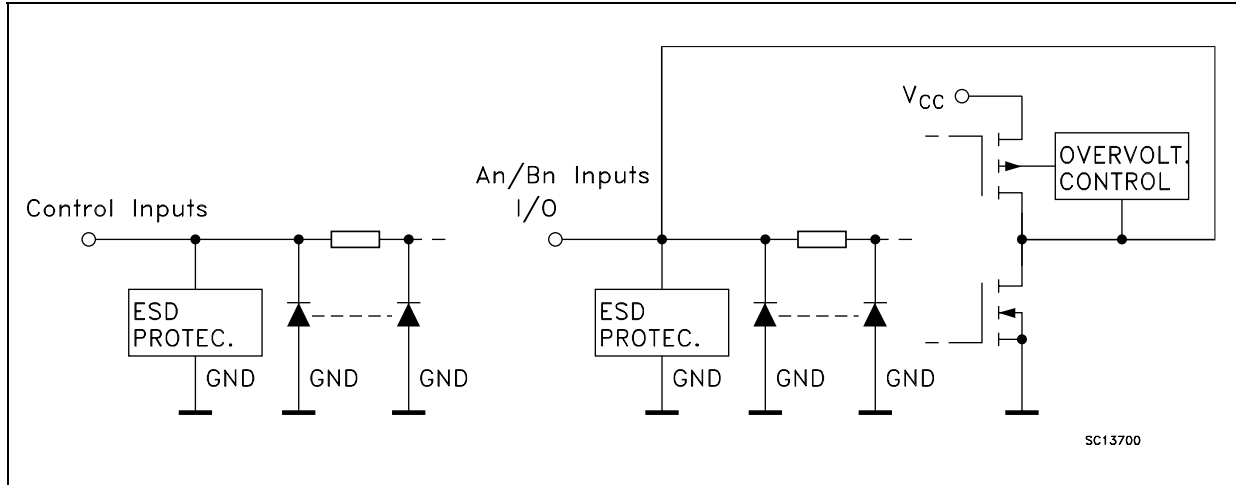 Control Inputs
ESD
PROTEC.
GND
GND
GND
An/Bn Inputs
I/O
ESD
PROTEC.
GND
GND
GND
VCC
OVERVOLT.
CONTROL
SC13700